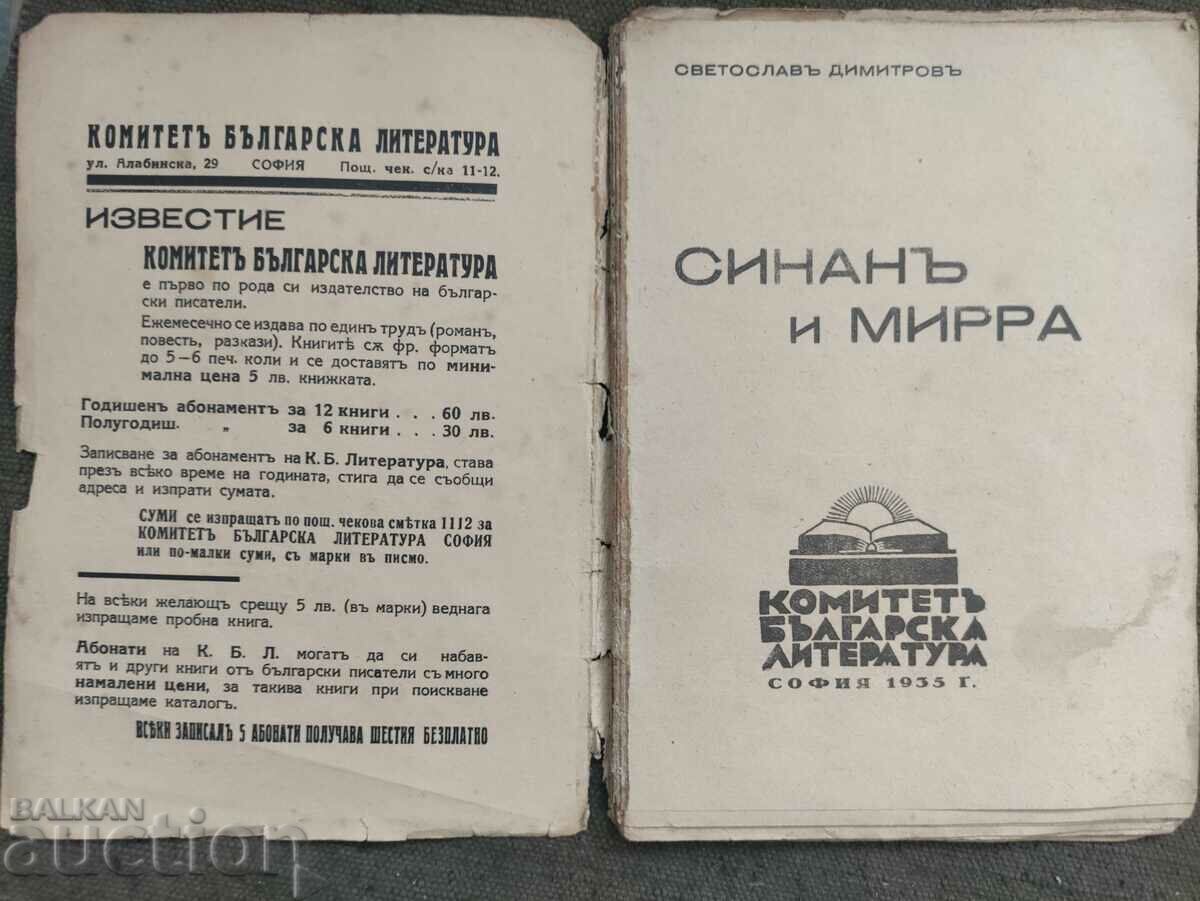 КОМИТЕТЪ БЪЛГАРСКА ЛИТЕРАТУРА
ул. Алабинска, 29 СОФИЯ Пощ. чек. с/ка 11-12.
ИЗВЕСТИЕ
КОМИТЕТЪ БЪЛГАРСКА ЛИТЕРАТУРА
е първо по рода си издателство на българ-
ски писатели.
Ежемесечно се издава по единъ трудъ (романъ,
повесть, разкази). Книгитѣ сѫ фр. форматъ
до 5—6 печ. коли и се доставятъ по мини-
мална цена 5 лв. книжката.
Годишенъ абонаментъ за 12 книги . . . 60 лв.
Полугодиш. „ за 6 книги . . . 30 лв.
Записване за абонаментъ на К. Б. Литература, става
презъ всѣко време на годината, стига да се съобщи
адреса и изпрати сумата.
СУМИ се изпращатъ по пощ. чекова смѣтка 1112 за
КОМИТЕТЪ БЪЛГАРСКА ЛИТЕРАТУРА СОФИЯ
или по-малки суми, съ марки въ писмо.
На всѣки желающъ срещу 5 лв. (въ марки) веднага
изпращаме пробна книга.
Абонати на К. Б. Л. могатъ да си набав-
ятъ и други книги отъ български писатели съ много
намалени цени, за такива книги при поискване
изпращаме каталогъ.
ВСѢКИ ЗАПИСАЛЪ 5 АБОНАТИ ПОЛУЧАВА ШЕСТИЯ БЕЗПЛАТНО
СВЕТОСЛАВЪ ДИМИТРОВЪ
СИНАНЪ
и МИРРА
КОМИТЕТЪ
БЪЛГАРСКА
ЛИТЕРАТУРА
СОФИЯ 1935 Г.
BALKAN
auction